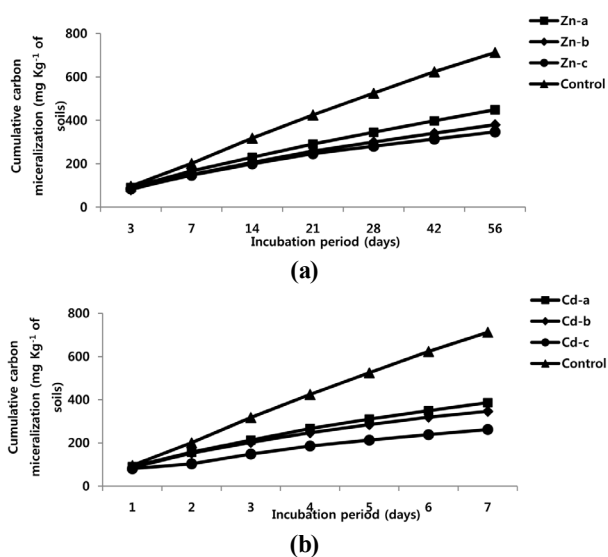 Cumulative carbon
miceralization (mg Kg-1 of
soils)
800
600
400
200
0
3 7 14 21 28 42 56
Incubation period (days)
Zn-a
Zn-b
Zn-c
Control
(a)
Cumulative carbon
miceralization (mg Kg-1 of
soils)
800
600
400
200
0
1 2 3 4 5 6 7
Incubation period (days)
Cd-a
Cd-b
Cd-c
Control
(b)